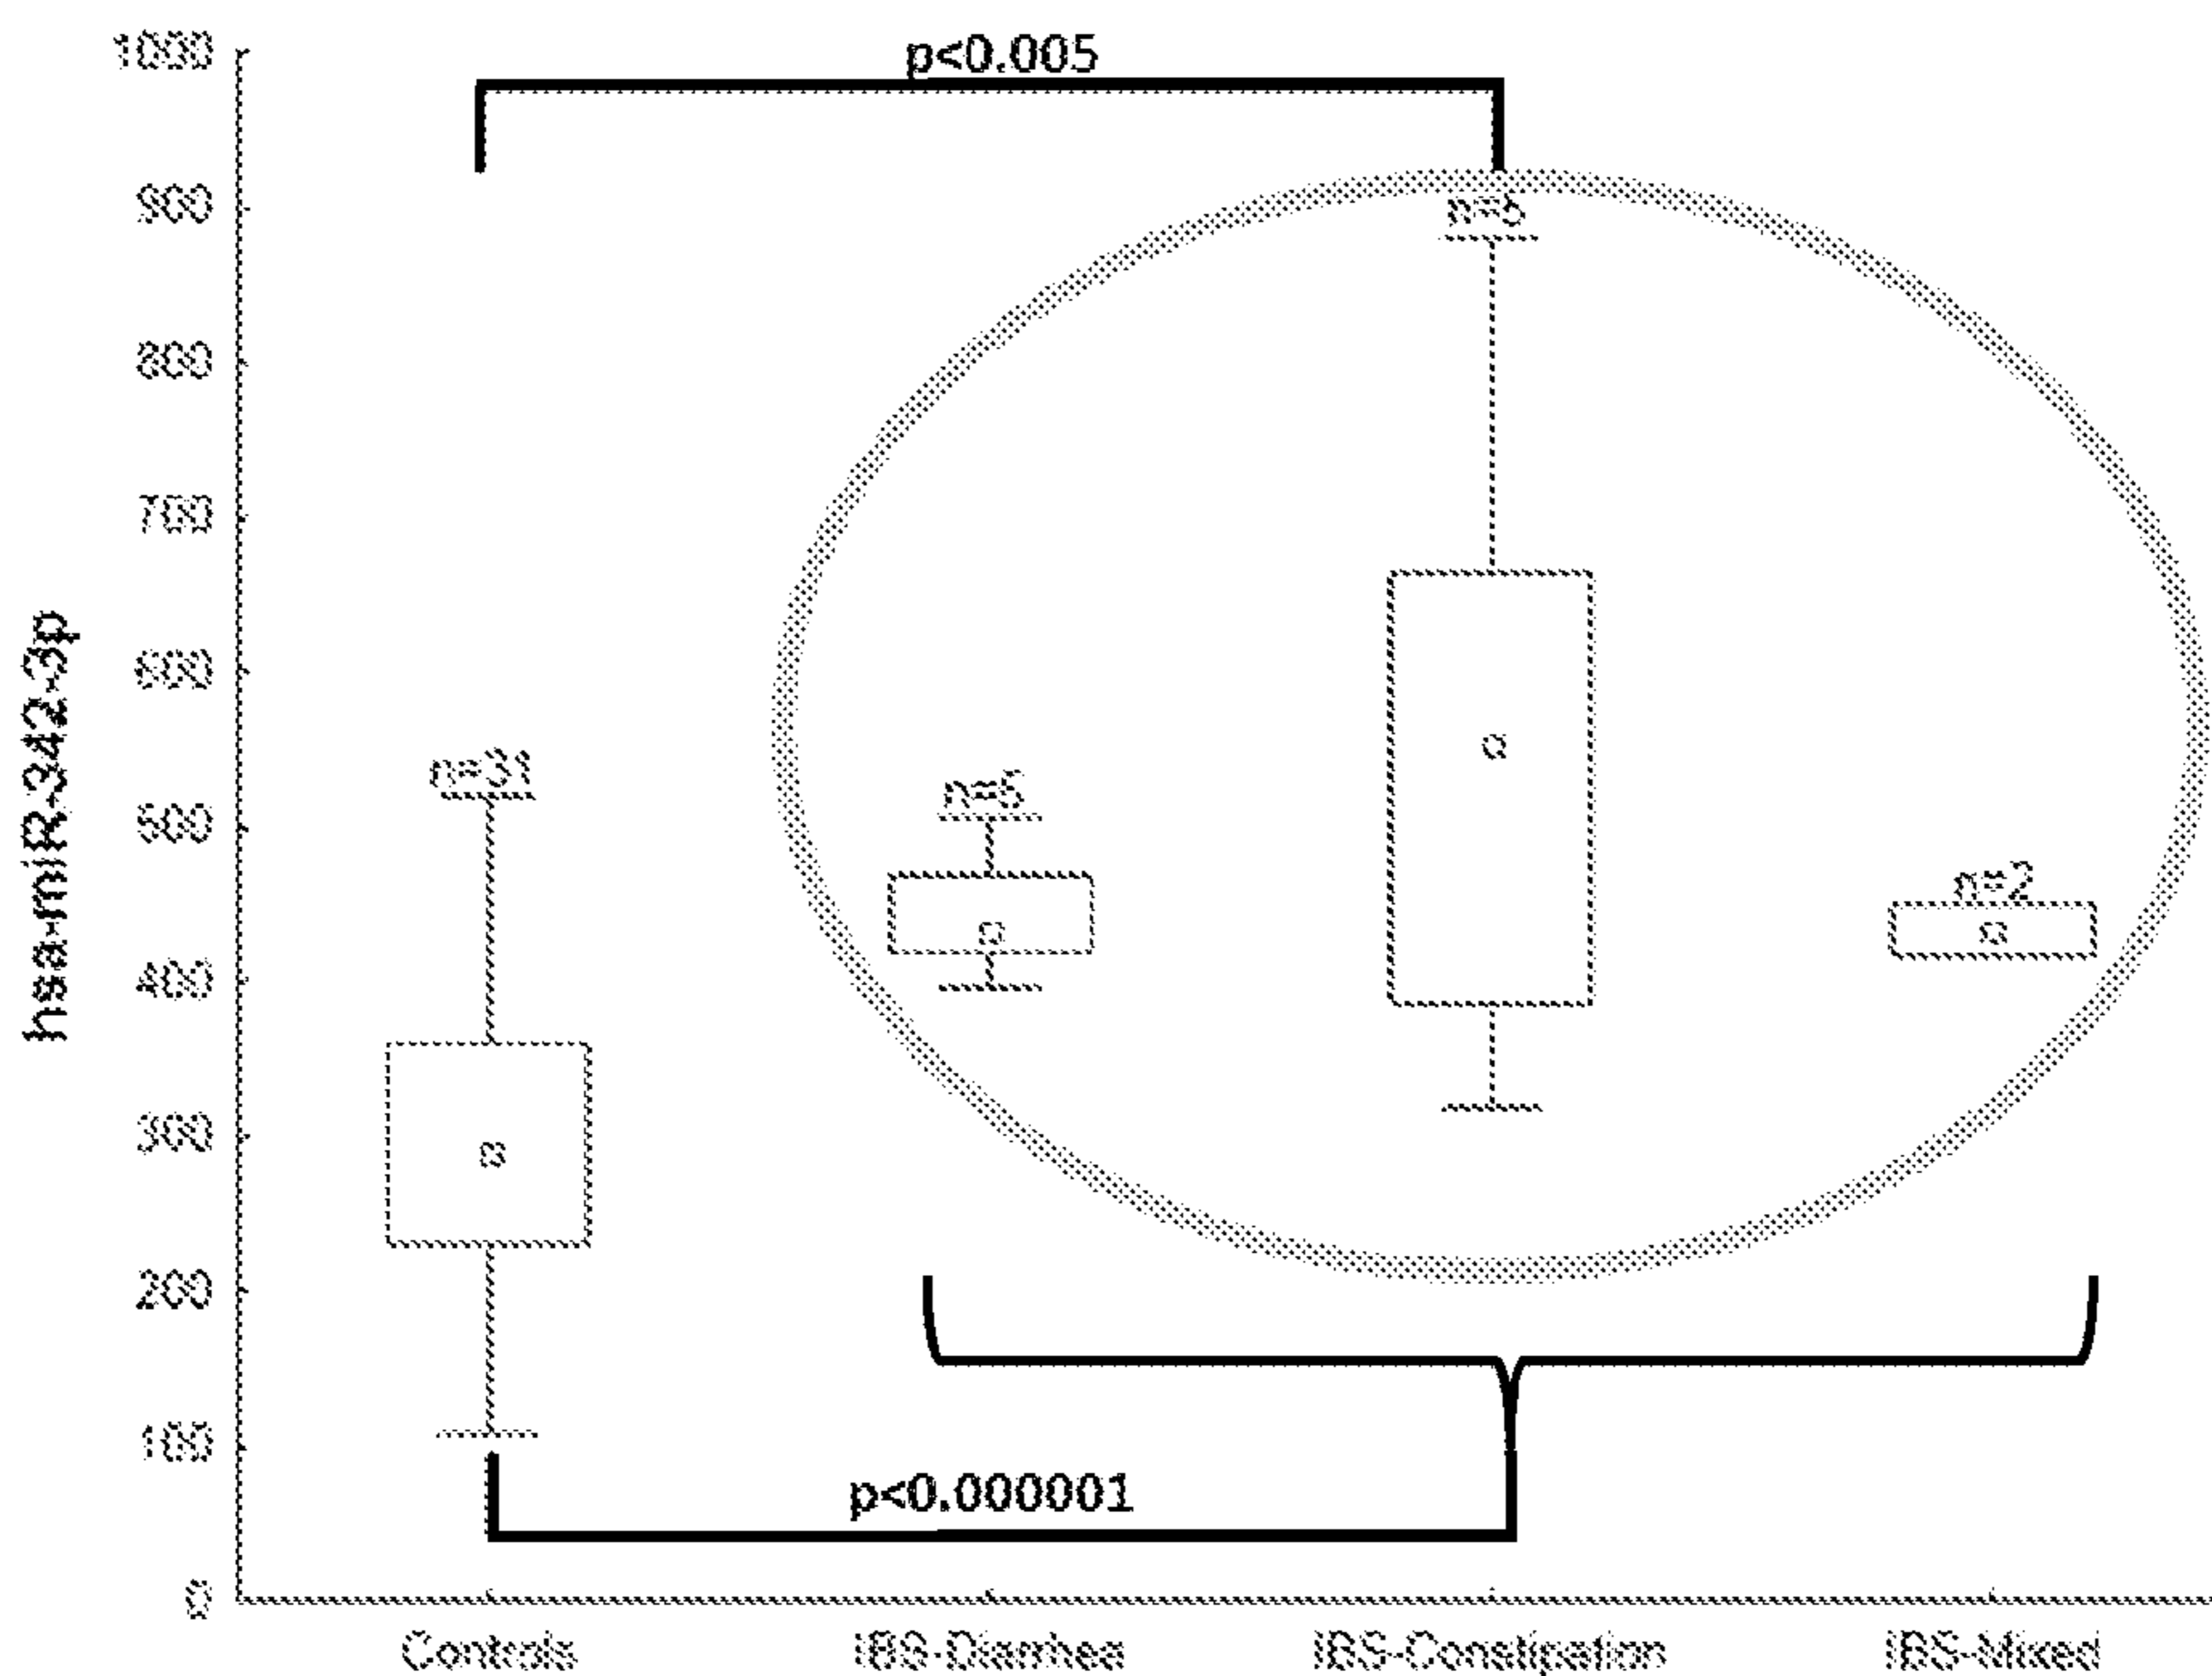 hsa-miR-342-3p
1000
900
800
700
600
500
400
300
200
100
0
p<0.005
n=31
n=5
n=2
p<0.000001
Controls
IBS-Diarrhea
IBS-Constipation
IBS-Mixed